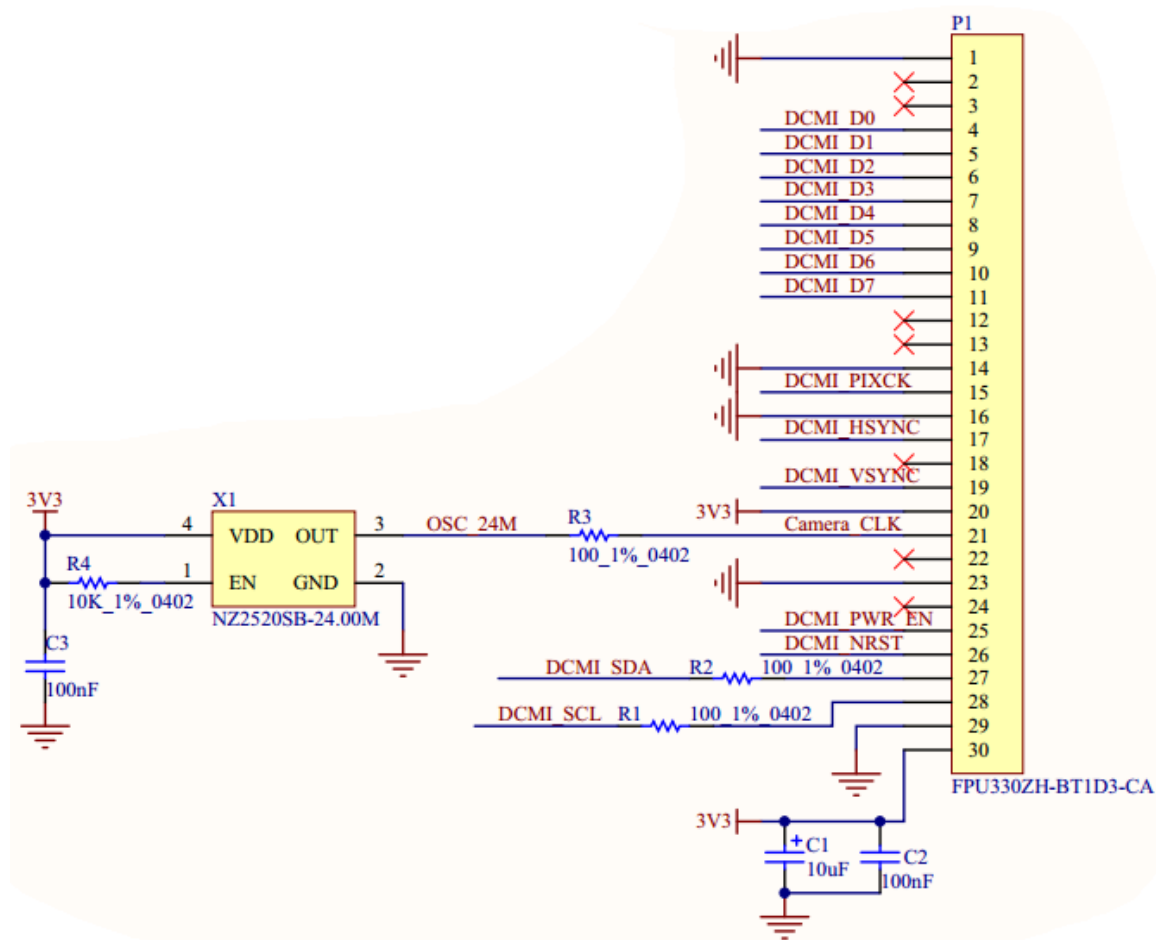 P1
1
2
3
DCMI_D0 4
DCMI_D1 5
DCMI_D2 6
DCMI_D3 7
DCMI_D4 8
DCMI_D5 9
DCMI_D6 10
DCMI_D7 11
12
13
14
DCMI_PIXCK 15
16
DCMI_HSYNC 17
18
DCMI_VSYNC 19
3V3 20
Camera_CLK 21
22
23
24
DCMI_PWR_EN 25
DCMI_NRST 26
DCMI_SDA R2 100_1%_0402 27
28
DCMI_SCL R1 100_1%_0402
29
30
FPU330ZH-BT1D3-CA
3V3
X1
4 VDD OUT 3
OSC_24M
R3
100_1%_0402
R4
10K_1%_0402
1 EN GND 2
NZ2520SB-24.00M
C3
100nF
3V3
+ C1
10uF
C2
100nF